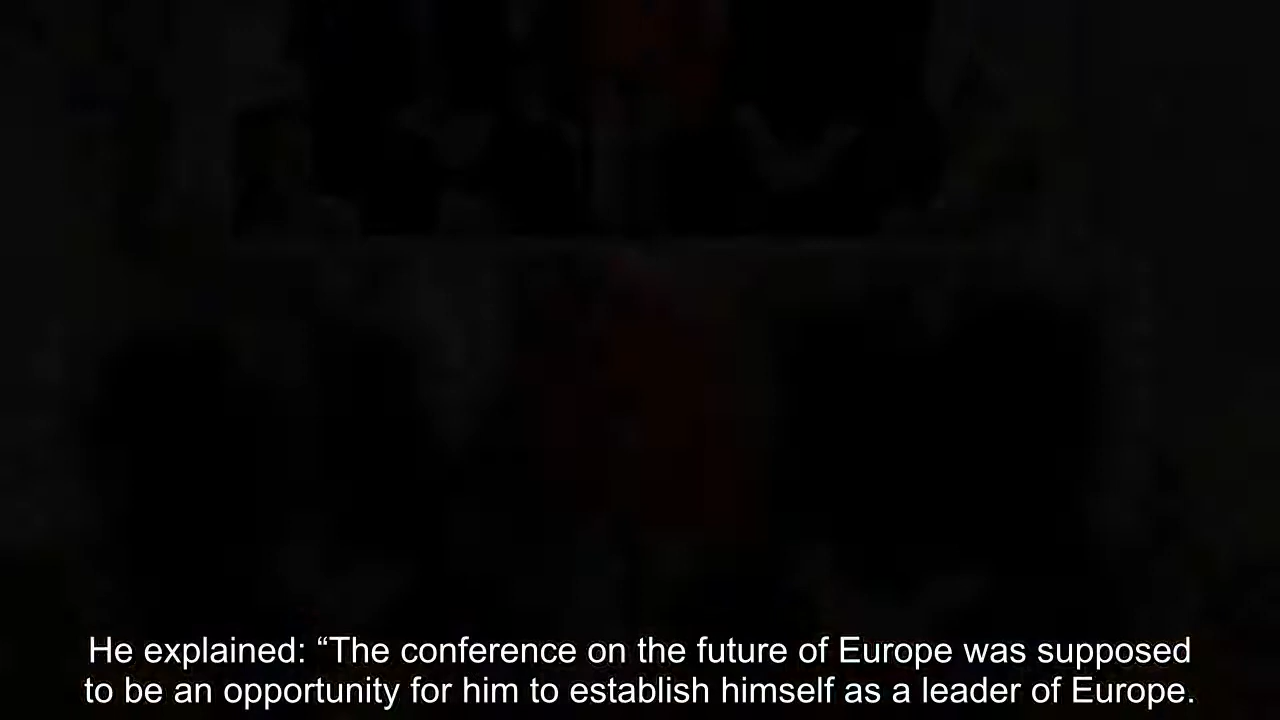 He explained: “The conference on the future of Europe was supposed
to be an opportunity for him to establish himself as a leader of Europe.